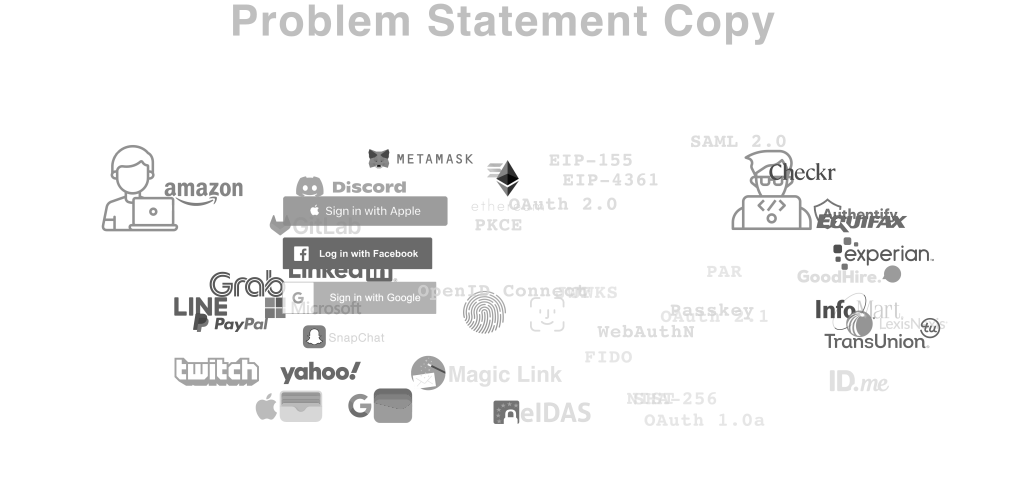 Problem Statement Copy
SAML 2.0
METAMASK
EIP-155
Checkr
EIP-4361
amazon
Discord
ethereum
OAuth 2.0
Sign in with Apple
Authentify
EQUIFAX
GitLab
PKCE
Log in with Facebook
experian.
LinkedIn
PAR
GoodHire.
Grab
G
Sign in with Google
OpenID Connect
LINE
Microsoft
Passkey
OAuth 2.1
InfoMart
LexisNexis
PayPal
WebAuthN
tu
SnapChat
TransUnion
FIDO
twitch
yahoo!
Magic Link
ID.me
G
eIDAS
NIST
SHA-256
OAuth 1.0a